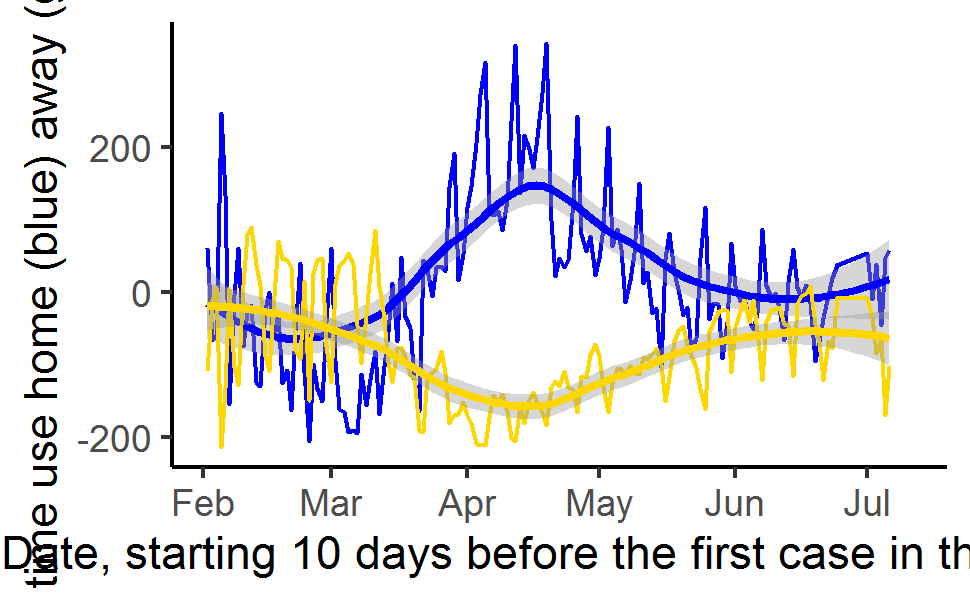 time use home (blue) away (g
200
0
-200
Feb Mar Apr May Jun Jul
Date, starting 10 days before the first case in th